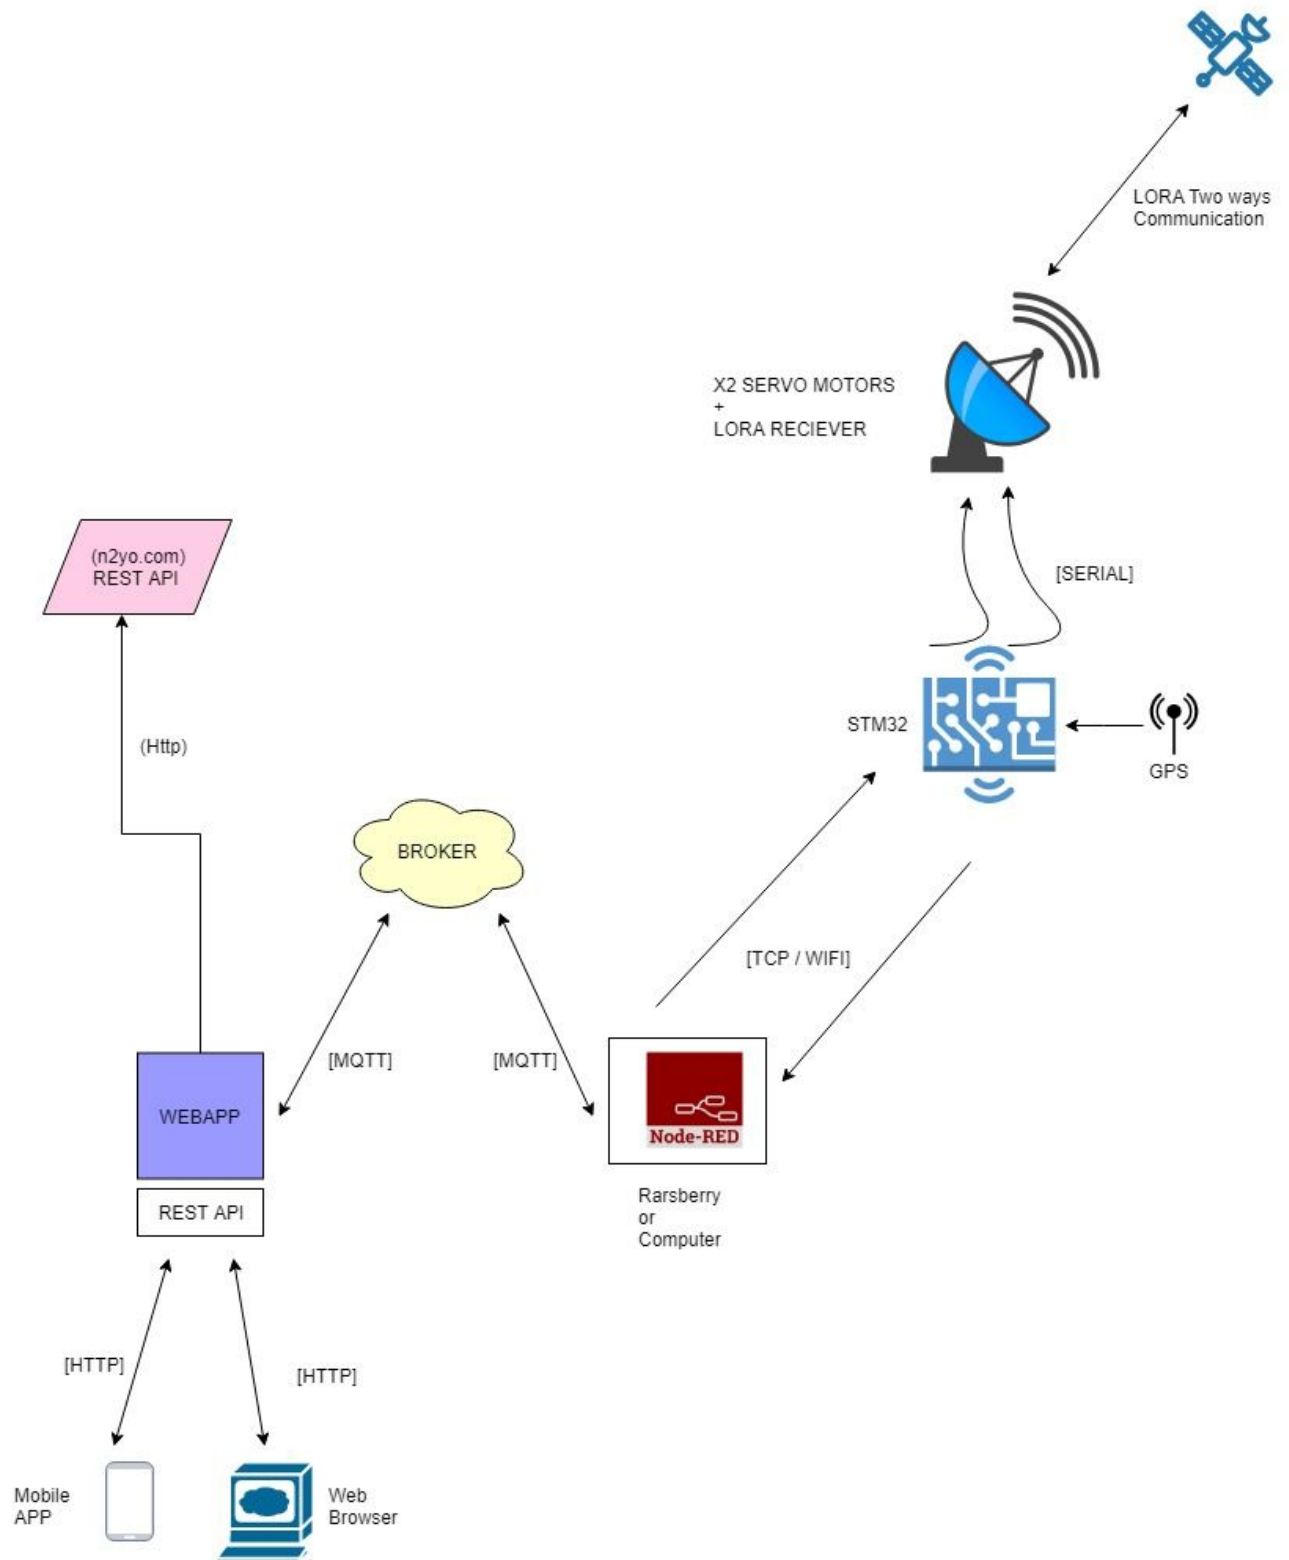 LORA Two ways
Communication
X2 SERVO MOTORS
+
LORA RECIEVER
(n2yo.com)
REST API
[SERIAL]
STM32
GPS
(Http)
BROKER
[TCP / WIFI]
[MQTT]
[MQTT]
WEBAPP
Node-RED
REST API
Rarsberry
or
Computer
[HTTP]
[HTTP]
Mobile
APP
Web
Browser